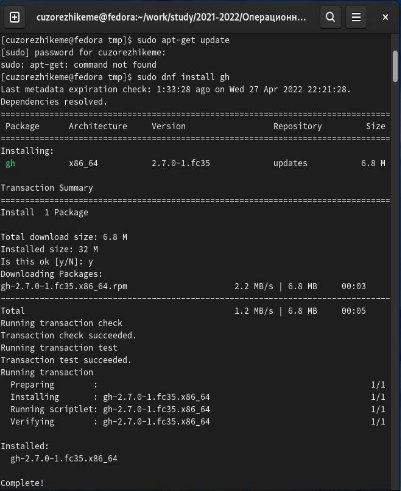 cuzorezhikeme@fedora:~/work/study/2021-2022/Операционн...
[cuzorezhikeme@fedora tmp]$ sudo apt-get update
[sudo] password for cuzorezhikeme:
sudo: apt-get: command not found
[cuzorezhikeme@fedora tmp]$ sudo dnf install gh
Last metadata expiration check: 1:33:28 ago on Wed 27 Apr 2022 22:21:28.
Dependencies resolved.
================================================================================
Package Architecture Version Repository Size
================================================================================
Installing:
gh x86_64 2.7.0-1.fc35 updates 6.8 M

Transaction Summary
================================================================================
Install 1 Package

Total download size: 6.8 M
Installed size: 32 M
Is this ok [y/N]: y
Downloading Packages:
gh-2.7.0-1.fc35.x86_64.rpm 2.2 MB/s | 6.8 MB 00:03
--------------------------------------------------------------------------------
Total 1.2 MB/s | 6.8 MB 00:05
Running transaction check
Transaction check succeeded.
Running transaction test
Transaction test succeeded.
Running transaction
Preparing : 1/1
Installing : gh-2.7.0-1.fc35.x86_64 1/1
Running scriptlet: gh-2.7.0-1.fc35.x86_64 1/1
Verifying : gh-2.7.0-1.fc35.x86_64 1/1

Installed:
gh-2.7.0-1.fc35.x86_64

Complete!